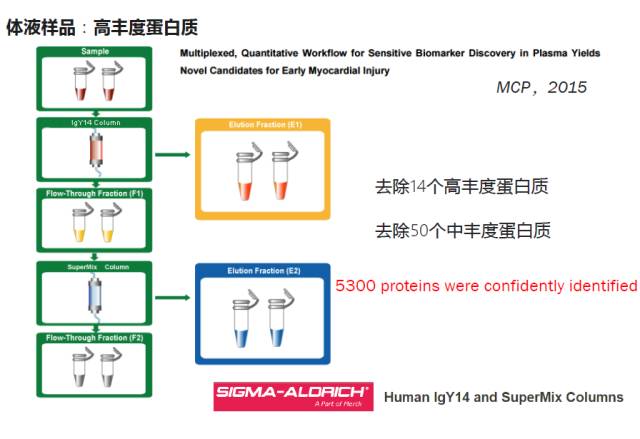 体液样品：高丰度蛋白质
Sample
Multiplexed, Quantitative Workflow for Sensitive Biomarker Discovery in Plasma Yields
Novel Candidates for Early Myocardial Injury
MCP，2015
IgY14 Column
Elution Fraction (E1)
去除14个高丰度蛋白质
Flow-Through Fraction (F1)
去除50个中丰度蛋白质
SuperMix Column
Elution Fraction (E2)
5300 proteins were confidently identified
Flow-Through Fraction (F2)
SIGMA-ALDRICH®
A Part of Merck
Human IgY14 and SuperMix Columns